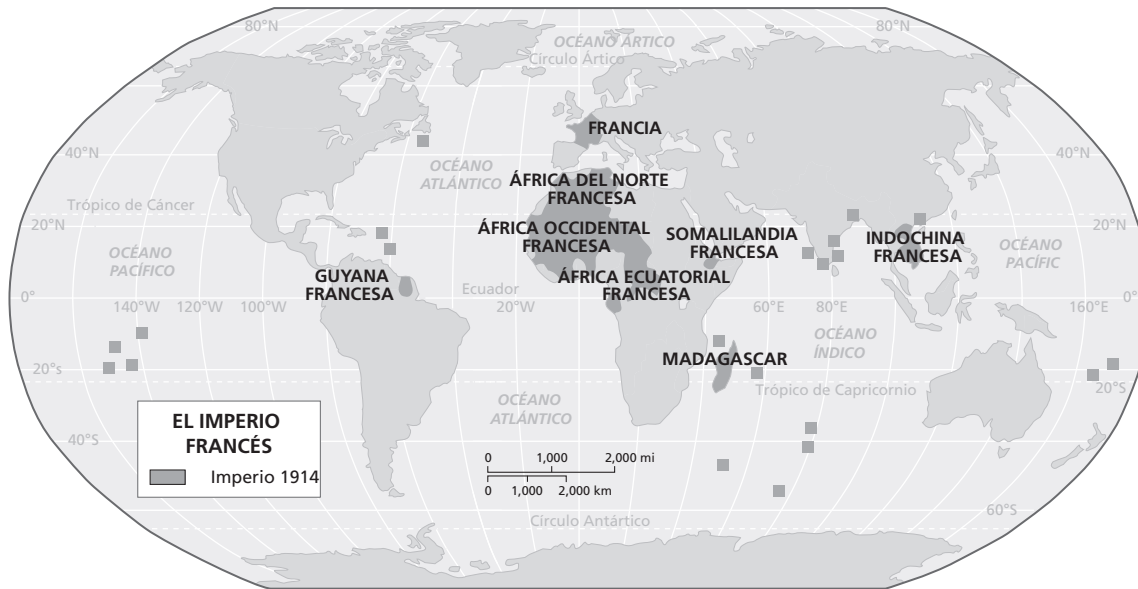 80°N
OCÉANO ÁRTICO
80°N
Círculo Ártico
FRANCIA
40°N
OCÉANO
ATLÁNTICO
40°N
ÁFRICA DEL NORTE
FRANCESA
Trópico de Cáncer
20°N
ÁFRICA OCCIDENTAL
FRANCESA
SOMALILANDIA
FRANCESA
INDOCHINA
FRANCESA
20°N
OCÉANO
PACÍFICO
OCÉANO
PACÍFIC
GUYANA
FRANCESA
ÁFRICA ECUATORIAL
FRANCESA
Ecuador
0°
140°W
120°W
100°W
20°W
60°E
80°E
100°E
160°E
0°
OCÉANO
ÍNDICO
MADAGASCAR
20°s
Trópico de Capricornio
20°S
OCÉANO
ATLÁNTICO
EL IMPERIO
FRANCÉS
Imperio 1914
40°S
40°S
0 1,000 2,000 mi
0 1,000 2,000 km
60°S
Círculo Antártico